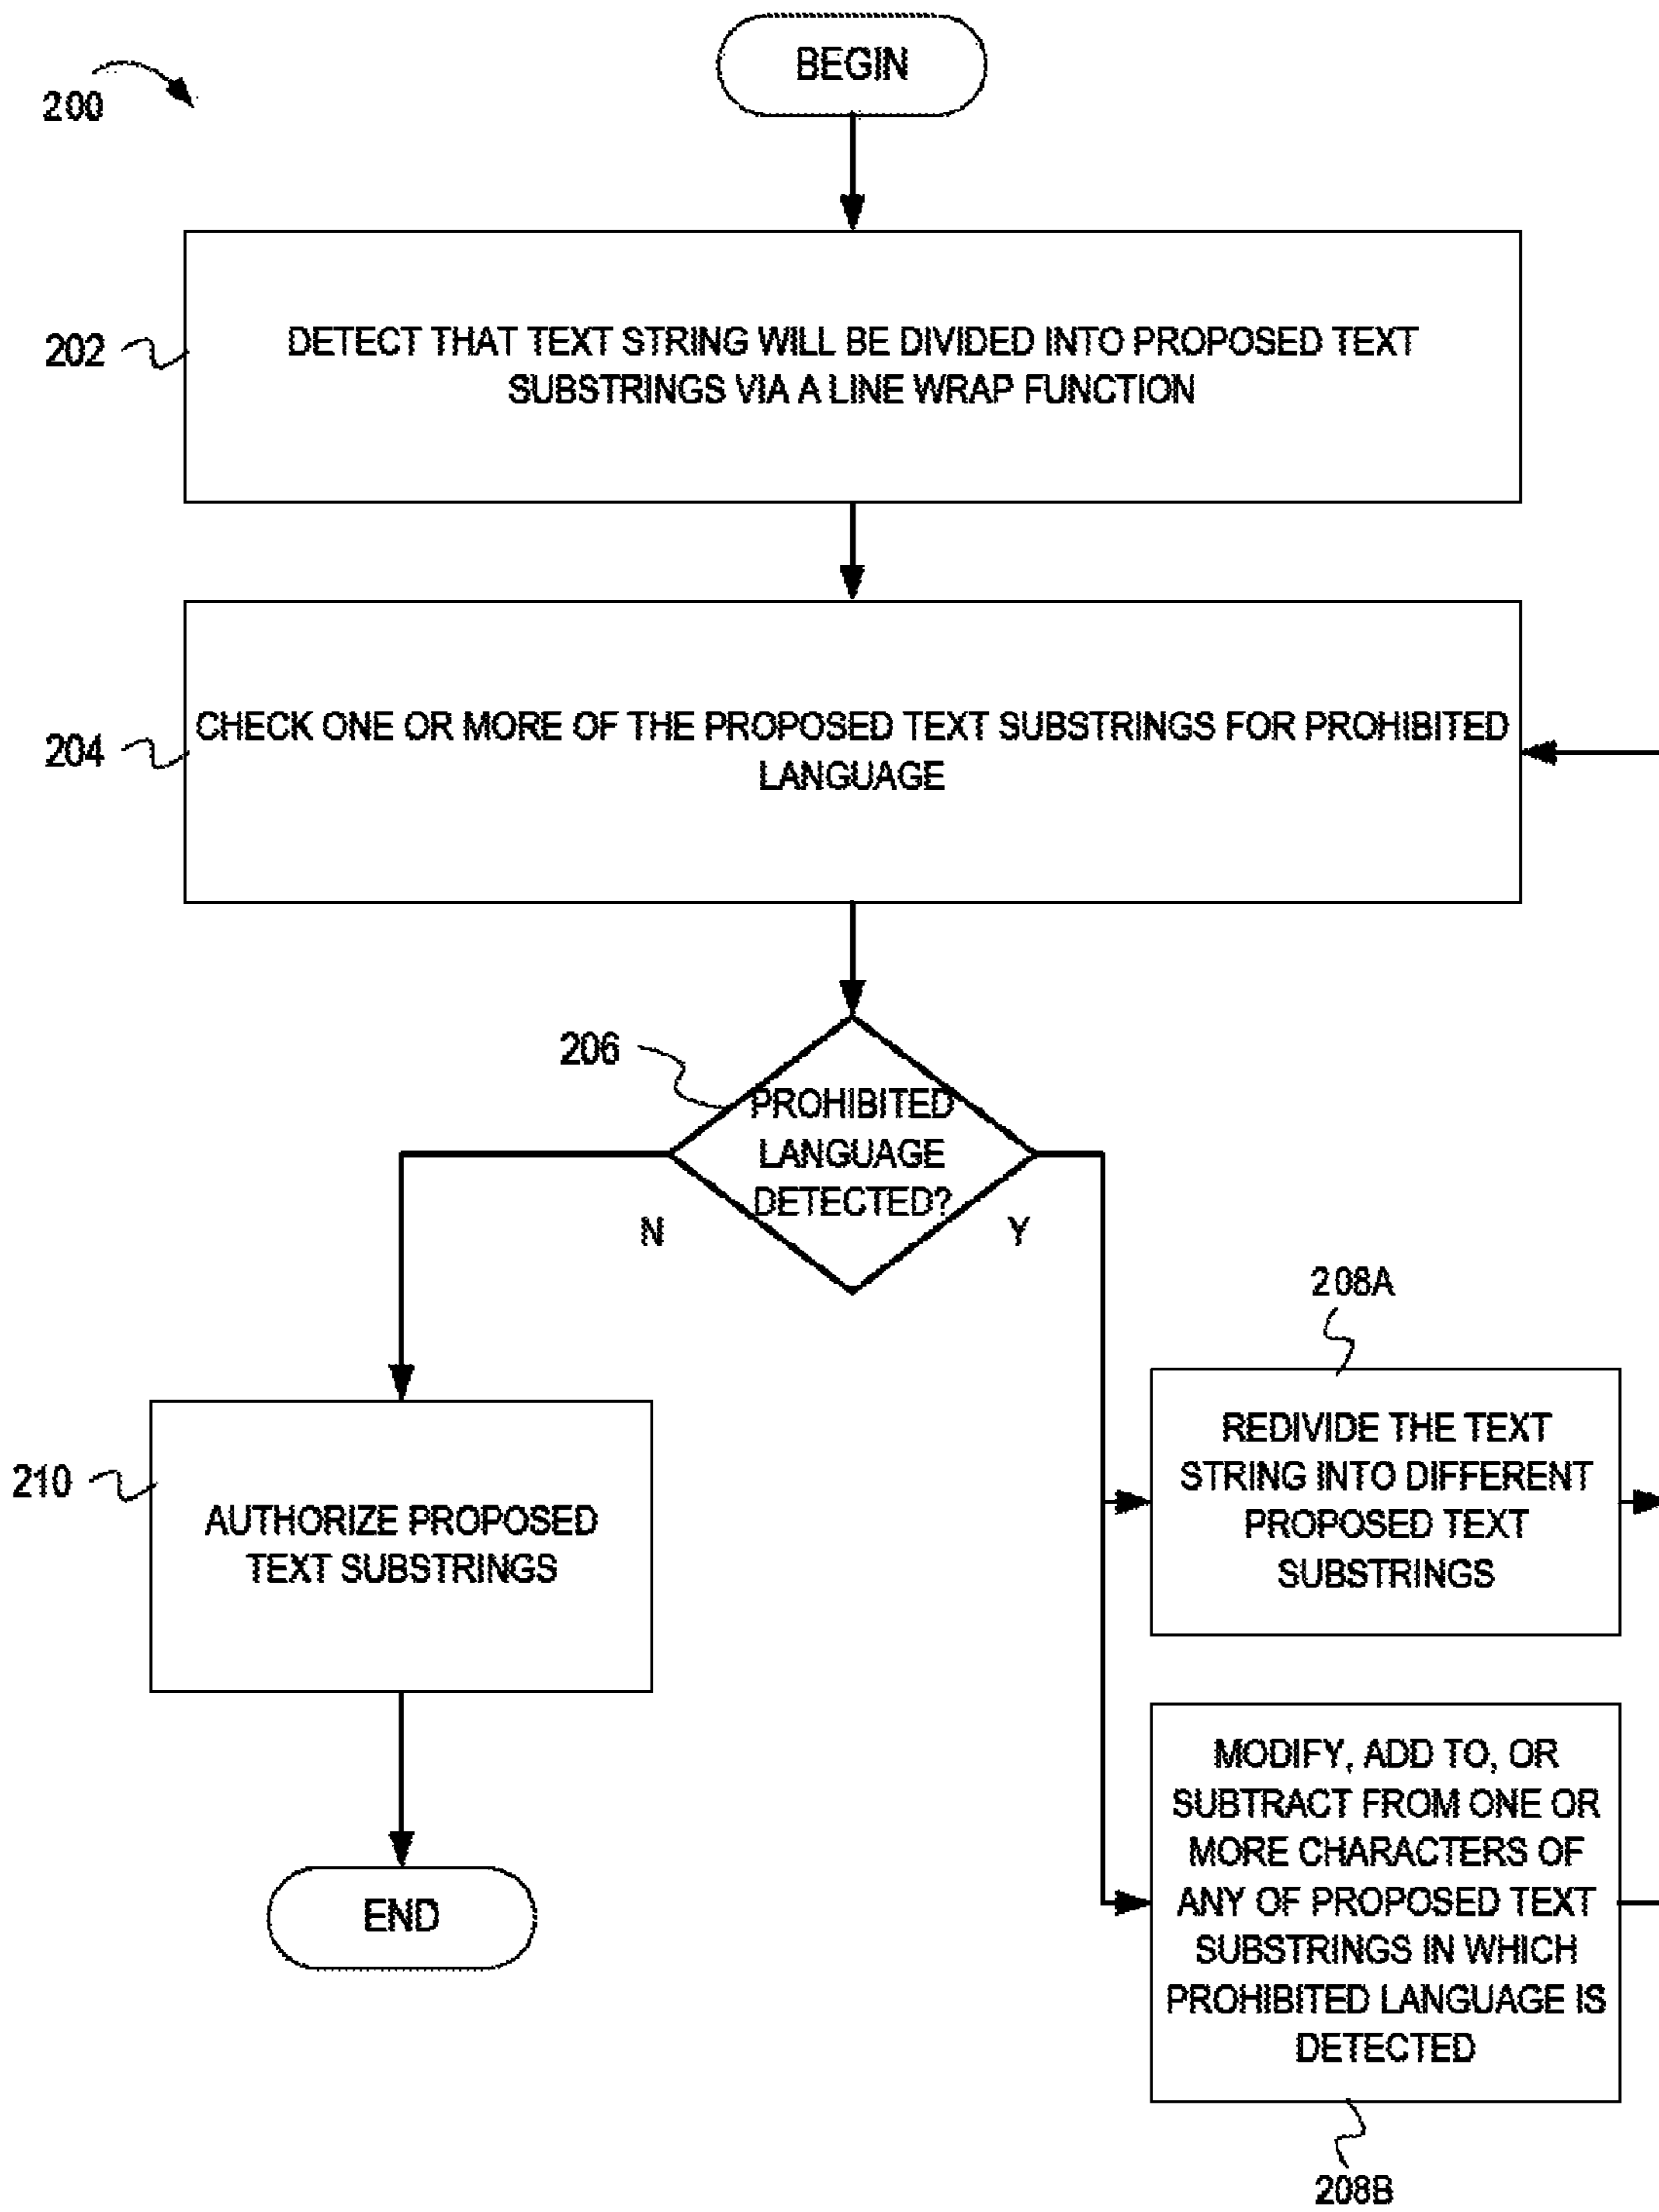 BEGIN
200
202
DETECT THAT TEXT STRING WILL BE DIVIDED INTO PROPOSED TEXT
SUBSTRINGS VIA A LINE WRAP FUNCTION
204
CHECK ONE OR MORE OF THE PROPOSED TEXT SUBSTRINGS FOR PROHIBITED
LANGUAGE
206
PROHIBITED
LANGUAGE
DETECTED?
N
Y
208A
REDIVIDE THE TEXT
STRING INTO DIFFERENT
PROPOSED TEXT
SUBSTRINGS
210
AUTHORIZE PROPOSED
TEXT SUBSTRINGS
MODIFY, ADD TO, OR
SUBTRACT FROM ONE OR
MORE CHARACTERS OF
ANY OF PROPOSED TEXT
SUBSTRINGS IN WHICH
PROHIBITED LANGUAGE IS
DETECTED
END
208B